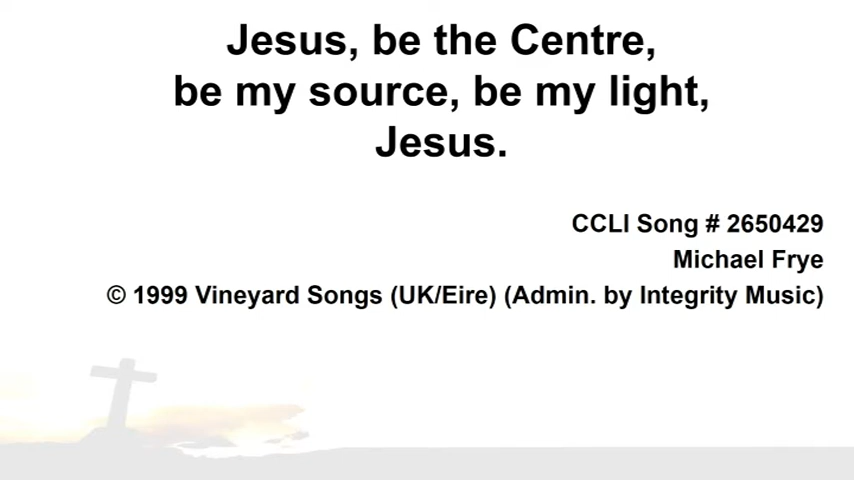 Jesus, be the Centre,
be my source, be my light,
Jesus.
CCLI Song # 2650429
Michael Frye
© 1999 Vineyard Songs (UK/Eire) (Admin. by Integrity Music)